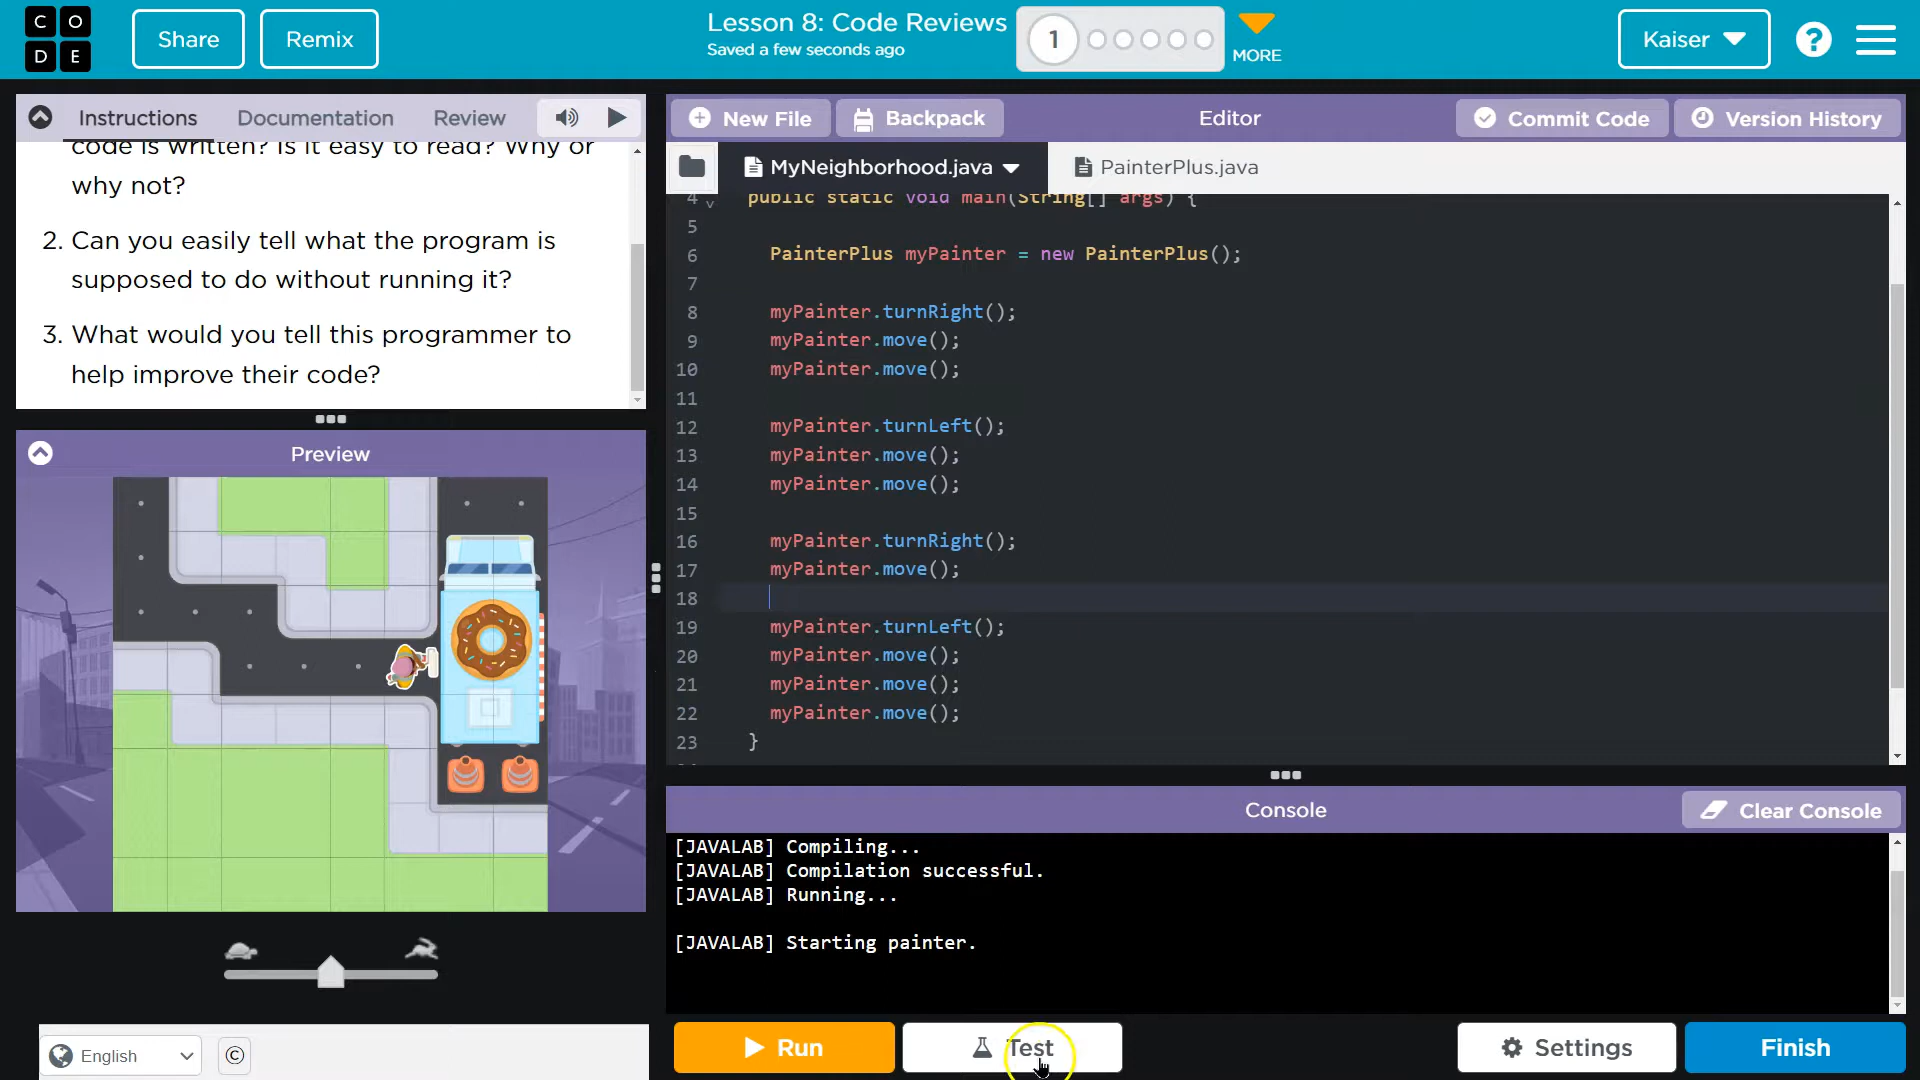 C O
D E
Share
Remix
Lesson 8: Code Reviews
Saved a few seconds ago
1
MORE
Kaiser
?
Instructions
Documentation
Review
code is written? Is it easy to read? Why or
why not?
2. Can you easily tell what the program is
supposed to do without running it?
3. What would you tell this programmer to
help improve their code?
Preview
English
©
New File
Backpack
Editor
Commit Code
Version History
MyNeighborhood.java
PainterPlus.java
4 public static void main(String[] args) {
5
6 PainterPlus myPainter = new PainterPlus();
7
8 myPainter.turnRight();
9 myPainter.move();
10 myPainter.move();
11
12 myPainter.turnLeft();
13 myPainter.move();
14 myPainter.move();
15
16 myPainter.turnRight();
17 myPainter.move();
18
19 myPainter.turnLeft();
20 myPainter.move();
21 myPainter.move();
22 myPainter.move();
23 }
Console
Clear Console
[JAVALAB] Compiling...
[JAVALAB] Compilation successful.
[JAVALAB] Running...
[JAVALAB] Starting painter.
Run
Test
Settings
Finish